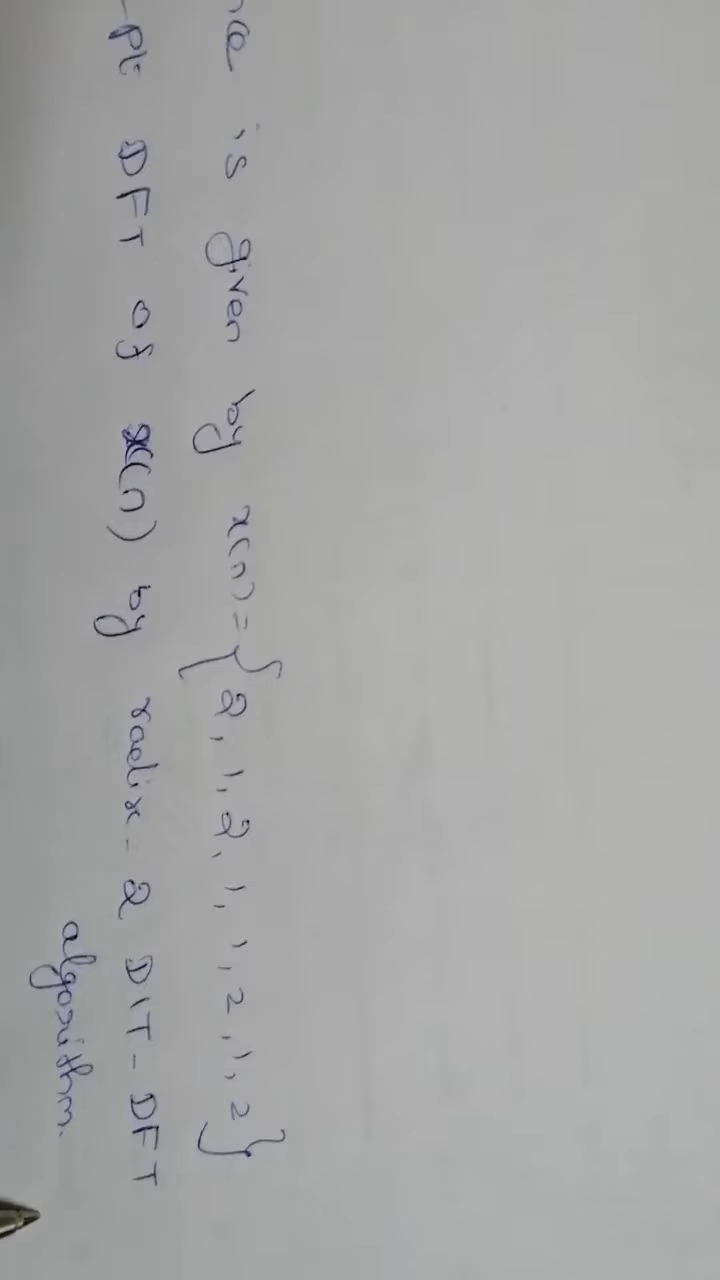 is given by x(n) = {2, 1, 2, 1, 1, 2, 1, 2}
-pt DFT of x(n) by radix-2 DIT-DFT
algorithm.